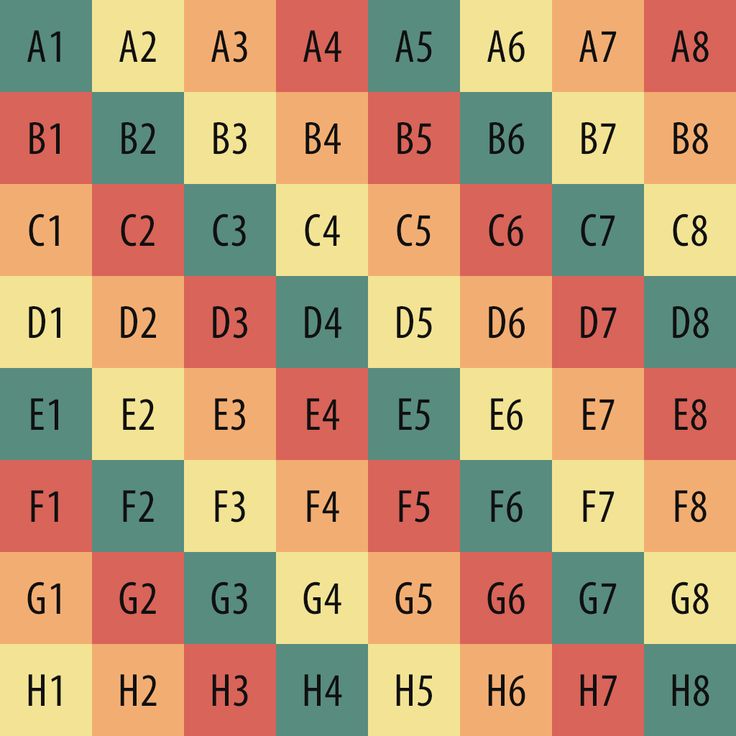 A1 A2 A3 A4 A5 A6 A7 A8
B1 B2 B3 B4 B5 B6 B7 B8
C1 C2 C3 C4 C5 C6 C7 C8
D1 D2 D3 D4 D5 D6 D7 D8
E1 E2 E3 E4 E5 E6 E7 E8
F1 F2 F3 F4 F5 F6 F7 F8
G1 G2 G3 G4 G5 G6 G7 G8
H1 H2 H3 H4 H5 H6 H7 H8